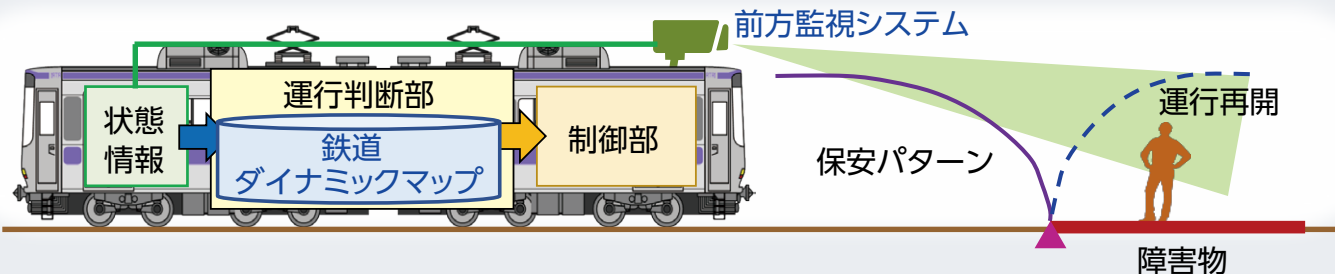 前方監視システム
運行判断部
状態
情報
鉄道
ダイナミックマップ
制御部
運行再開
保安パターン
障害物